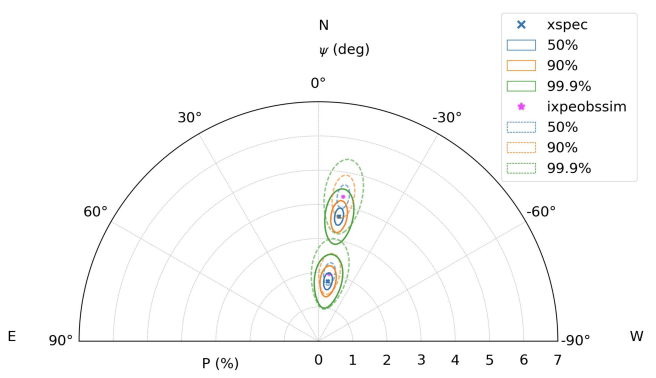 N
ψ (deg)
0°
30°
-30°
60°
-60°
E
90°
-90°
W
P (%)
0 1 2 3 4 5 6 7
xspec
50%
90%
99.9%
ixpeobssim
50%
90%
99.9%